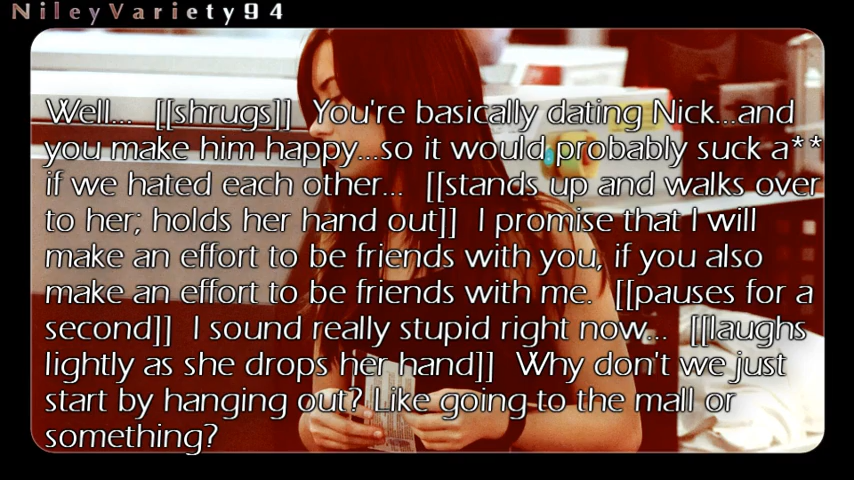 NileyVariety94
Well... [[shrugs]] You're basically dating Nick...and
you make him happy...so it would probably suck a**
if we hated each other... [[stands up and walks over
to her; holds her hand out]] I promise that I will
make an effort to be friends with you, if you also
make an effort to be friends with me. [[pauses for a
second]] I sound really stupid right now... [[laughs
lightly as she drops her hand]] Why don't we just
start by hanging out? Like going to the mall or
something?